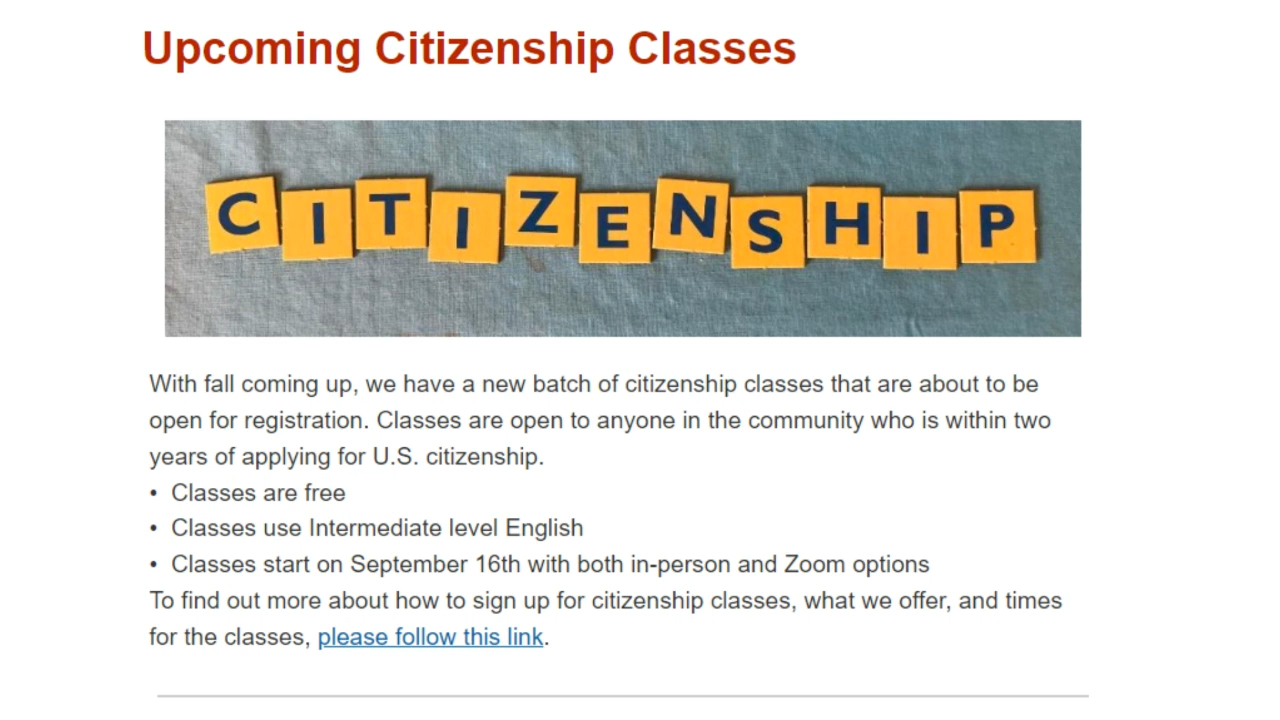 Upcoming Citizenship Classes
CITIZENSHIP
With fall coming up, we have a new batch of citizenship classes that are about to be
open for registration. Classes are open to anyone in the community who is within two
years of applying for U.S. citizenship.
• Classes are free
• Classes use Intermediate level English
• Classes start on September 16th with both in-person and Zoom options
To find out more about how to sign up for citizenship classes, what we offer, and times
for the classes, please follow this link.